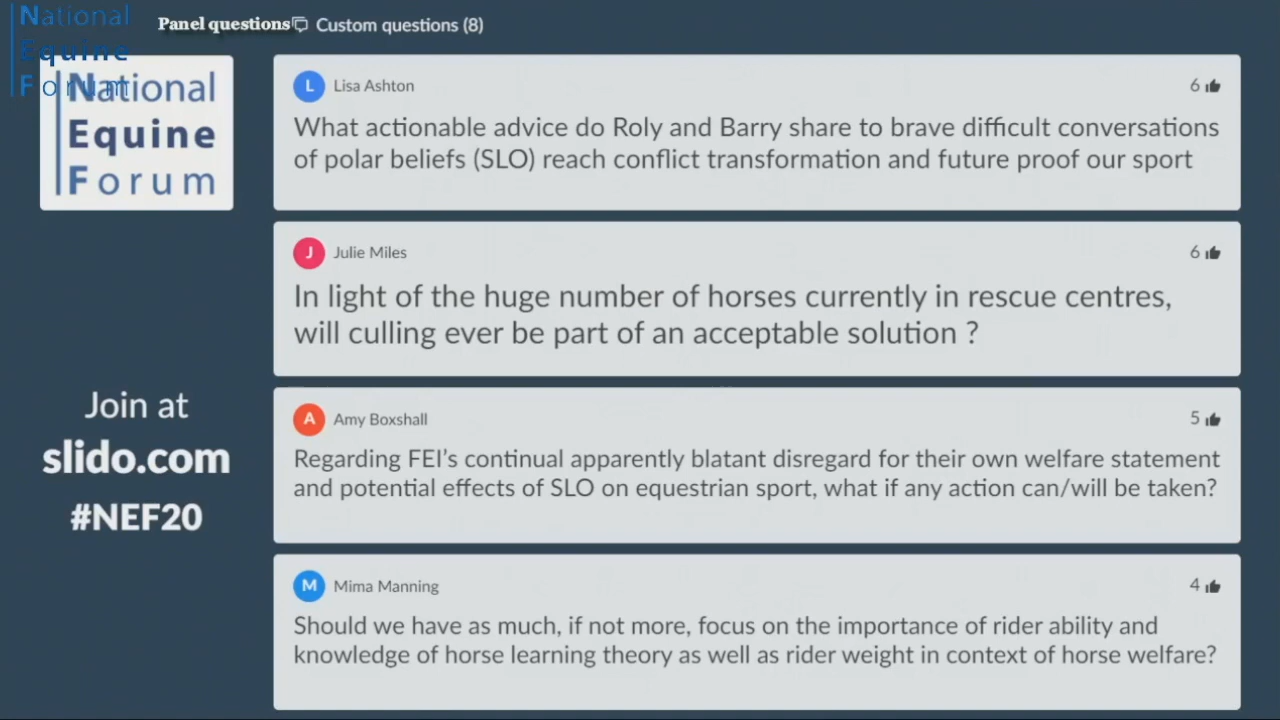 National
Equine
Forum
Panel questions Custom questions (8)
National
Equine
Forum
L Lisa Ashton 6
What actionable advice do Roly and Barry share to brave difficult conversations
of polar beliefs (SLO) reach conflict transformation and future proof our sport
J Julie Miles 6
In light of the huge number of horses currently in rescue centres,
will culling ever be part of an acceptable solution ?
Join at
slido.com
#NEF20
A Amy Boxshall 5
Regarding FEI's continual apparently blatant disregard for their own welfare statement
and potential effects of SLO on equestrian sport, what if any action can/will be taken?
M Mima Manning 4
Should we have as much, if not more, focus on the importance of rider ability and
knowledge of horse learning theory as well as rider weight in context of horse welfare?